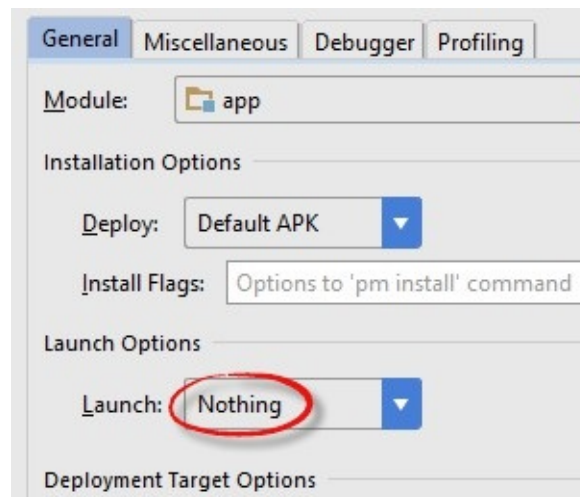 General Miscellaneous Debugger Profiling
Module: app
Installation Options
Deploy: Default APK
Install Flags: Options to 'pm install' command
Launch Options
Launch: Nothing
Deployment Target Options